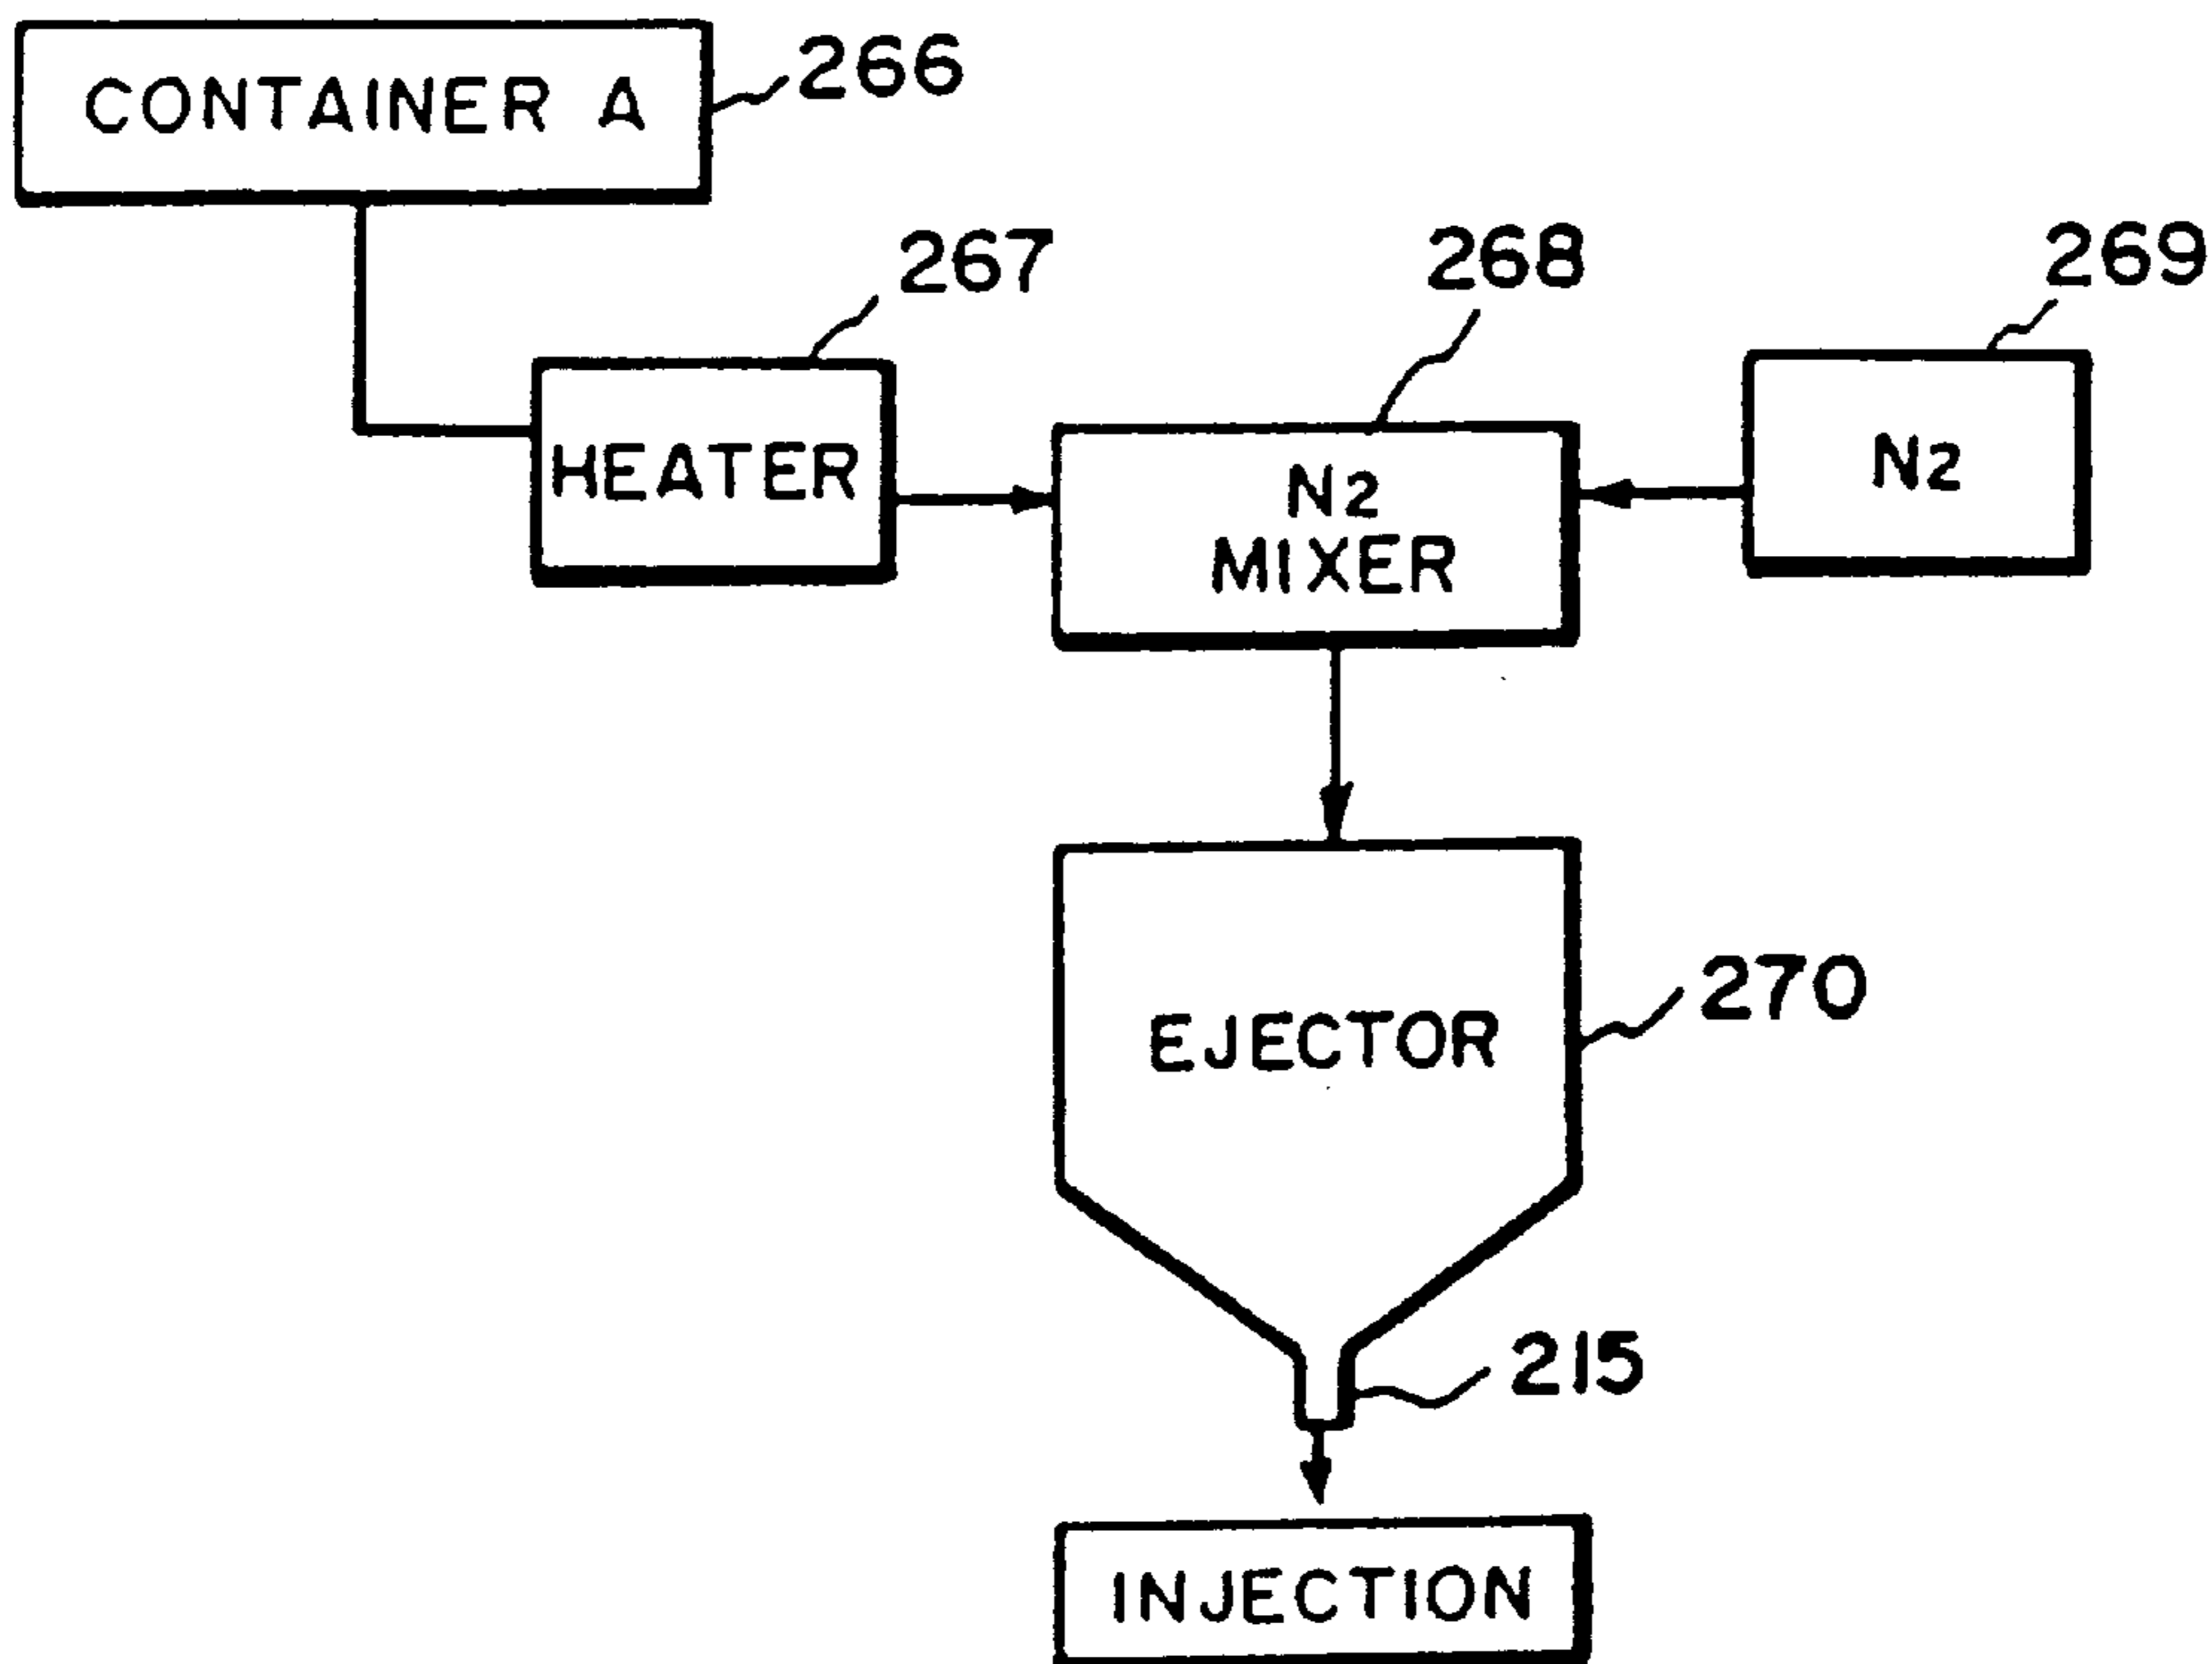 CONTAINER A
266
267
268
269
HEATER
N2
MIXER
N2
EJECTOR
270
215
INJECTION